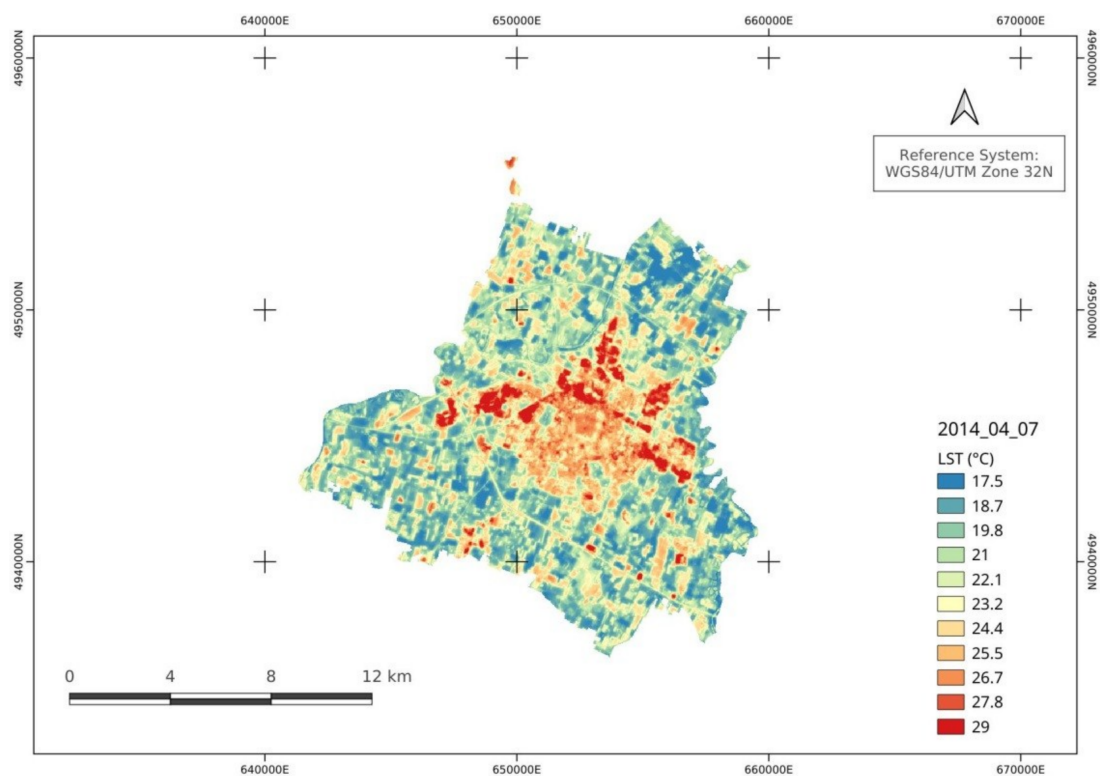 640000E 650000E 660000E 670000E
4960000N 4960000N
Reference System:
WGS84/UTM Zone 32N
4950000N 4950000N
2014_04_07
LST (°C)
17.5
18.7
19.8
21
22.1
23.2
24.4
25.5
26.7
27.8
29
4940000N 4940000N
0 4 8 12 km
640000E 650000E 660000E 670000E